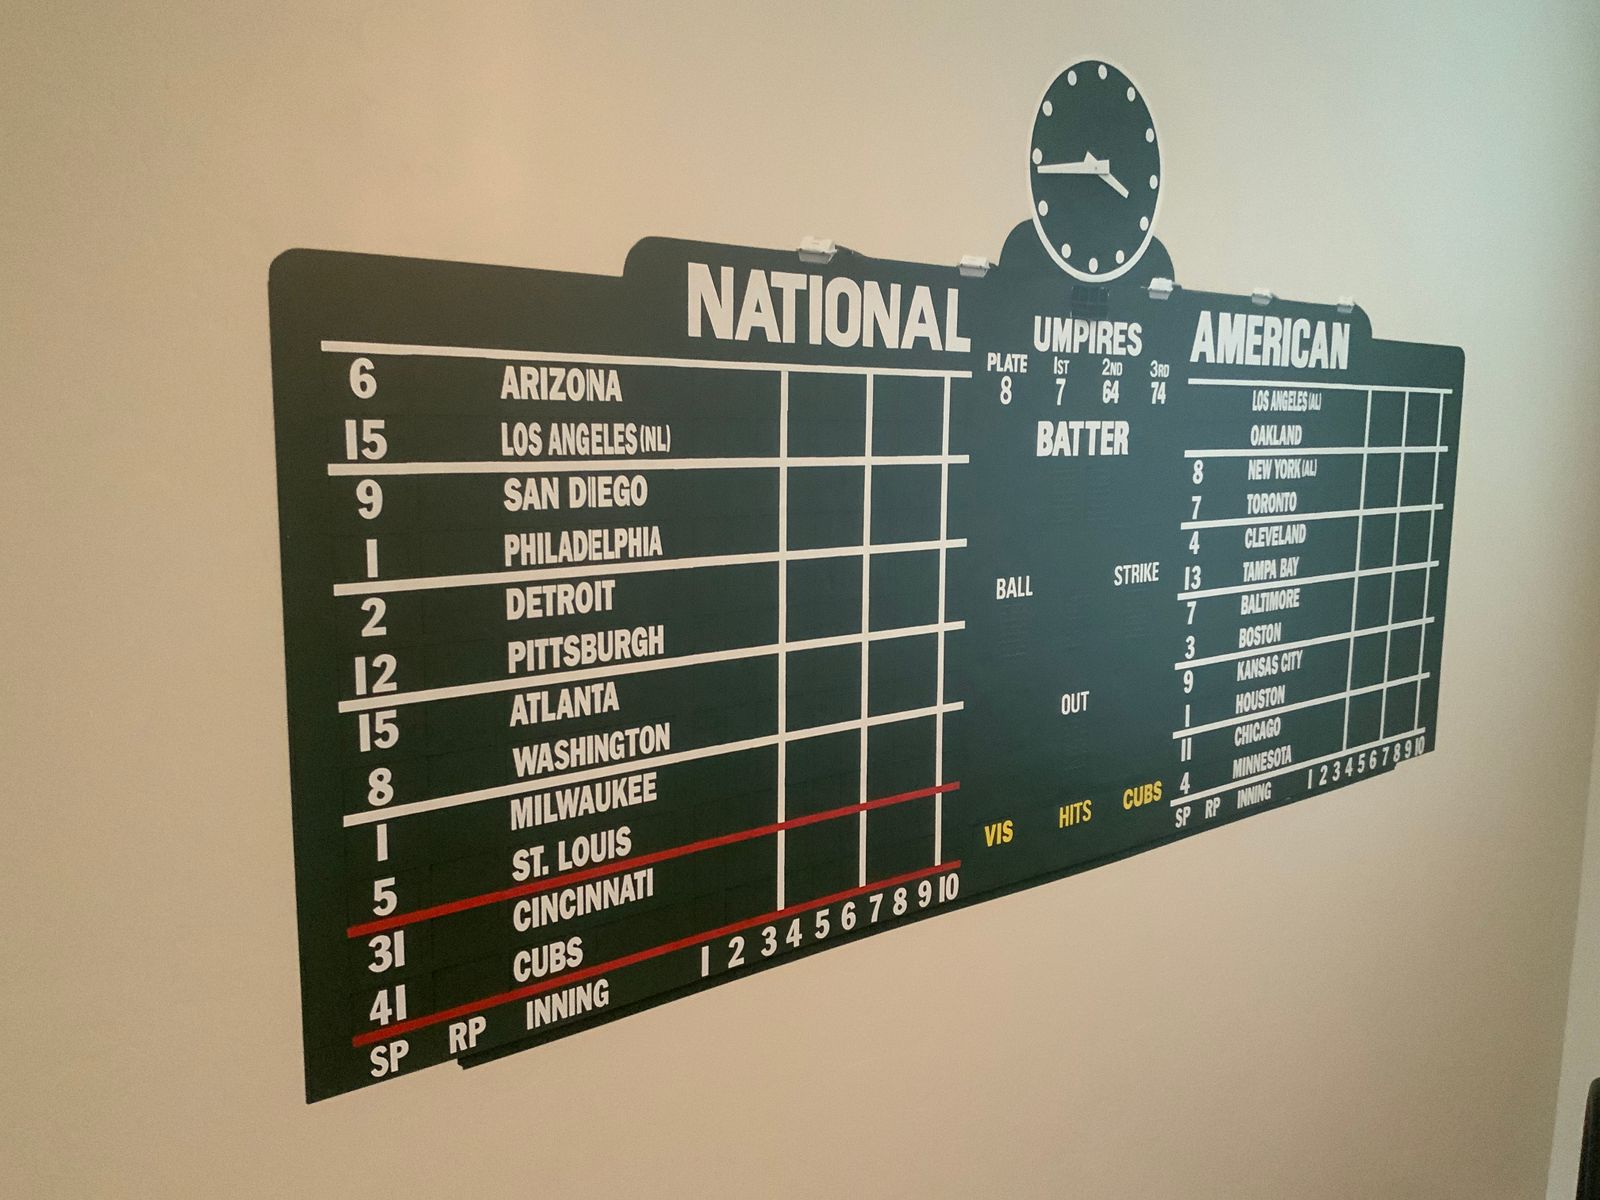 NATIONAL
6 ARIZONA
15 LOS ANGELES (NL)
9 SAN DIEGO
1 PHILADELPHIA
2 DETROIT
12 PITTSBURGH
15 ATLANTA
8 WASHINGTON
1 MILWAUKEE
5 ST. LOUIS
31 CINCINNATI
41 CUBS
SP RP INNING 1 2 3 4 5 6 7 8 9 10
UMPIRES
PLATE 1ST 2ND 3RD
8 7 64 74
BATTER
BALL STRIKE
OUT
VIS HITS CUBS
AMERICAN
LOS ANGELES (AL)
OAKLAND
8 NEW YORK (AL)
7 TORONTO
4 CLEVELAND
13 TAMPA BAY
7 BALTIMORE
3 BOSTON
9 KANSAS CITY
1 HOUSTON
11 CHICAGO
4 MINNESOTA
SP RP INNING 1 2 3 4 5 6 7 8 9 10